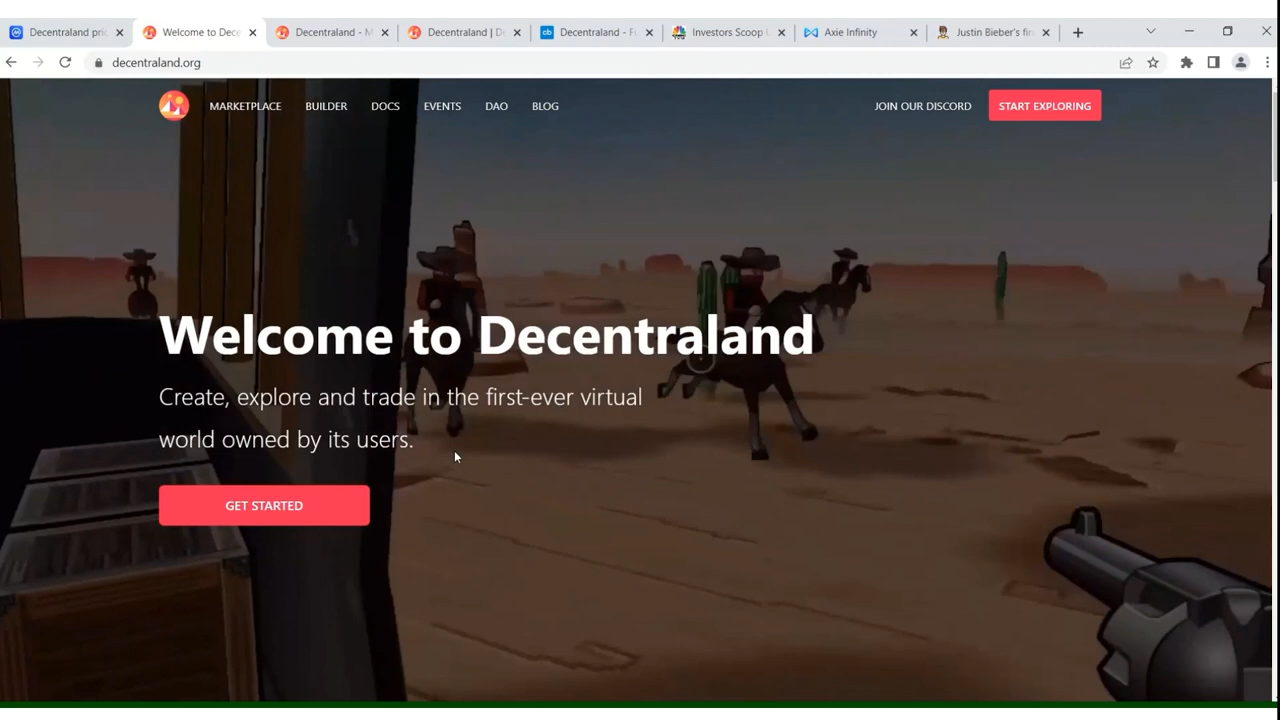 Decentraland pri
Welcome to Dece
Decentraland - M
Decentraland | D
Decentraland - F
Investors Scoop U
Axie Infinity
Justin Bieber's fir
decentraland.org
MARKETPLACE
BUILDER
DOCS
EVENTS
DAO
BLOG
JOIN OUR DISCORD
START EXPLORING
Welcome to Decentraland
Create, explore and trade in the first-ever virtual
world owned by its users.
GET STARTED